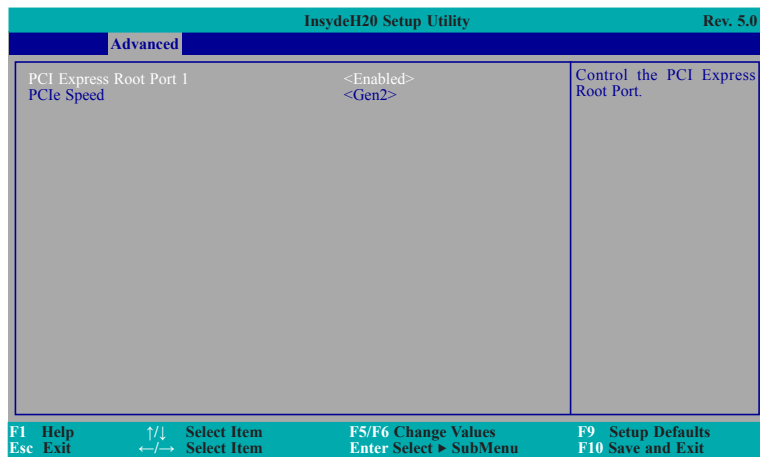 InsydeH20 Setup Utility Rev. 5.0
Advanced
PCI Express Root Port 1 <Enabled>
PCIe Speed <Gen2>
Control the PCI Express
Root Port.
F1 Help ↑/↓ Select Item F5/F6 Change Values F9 Setup Defaults
Esc Exit ←/→ Select Item Enter Select ► SubMenu F10 Save and Exit